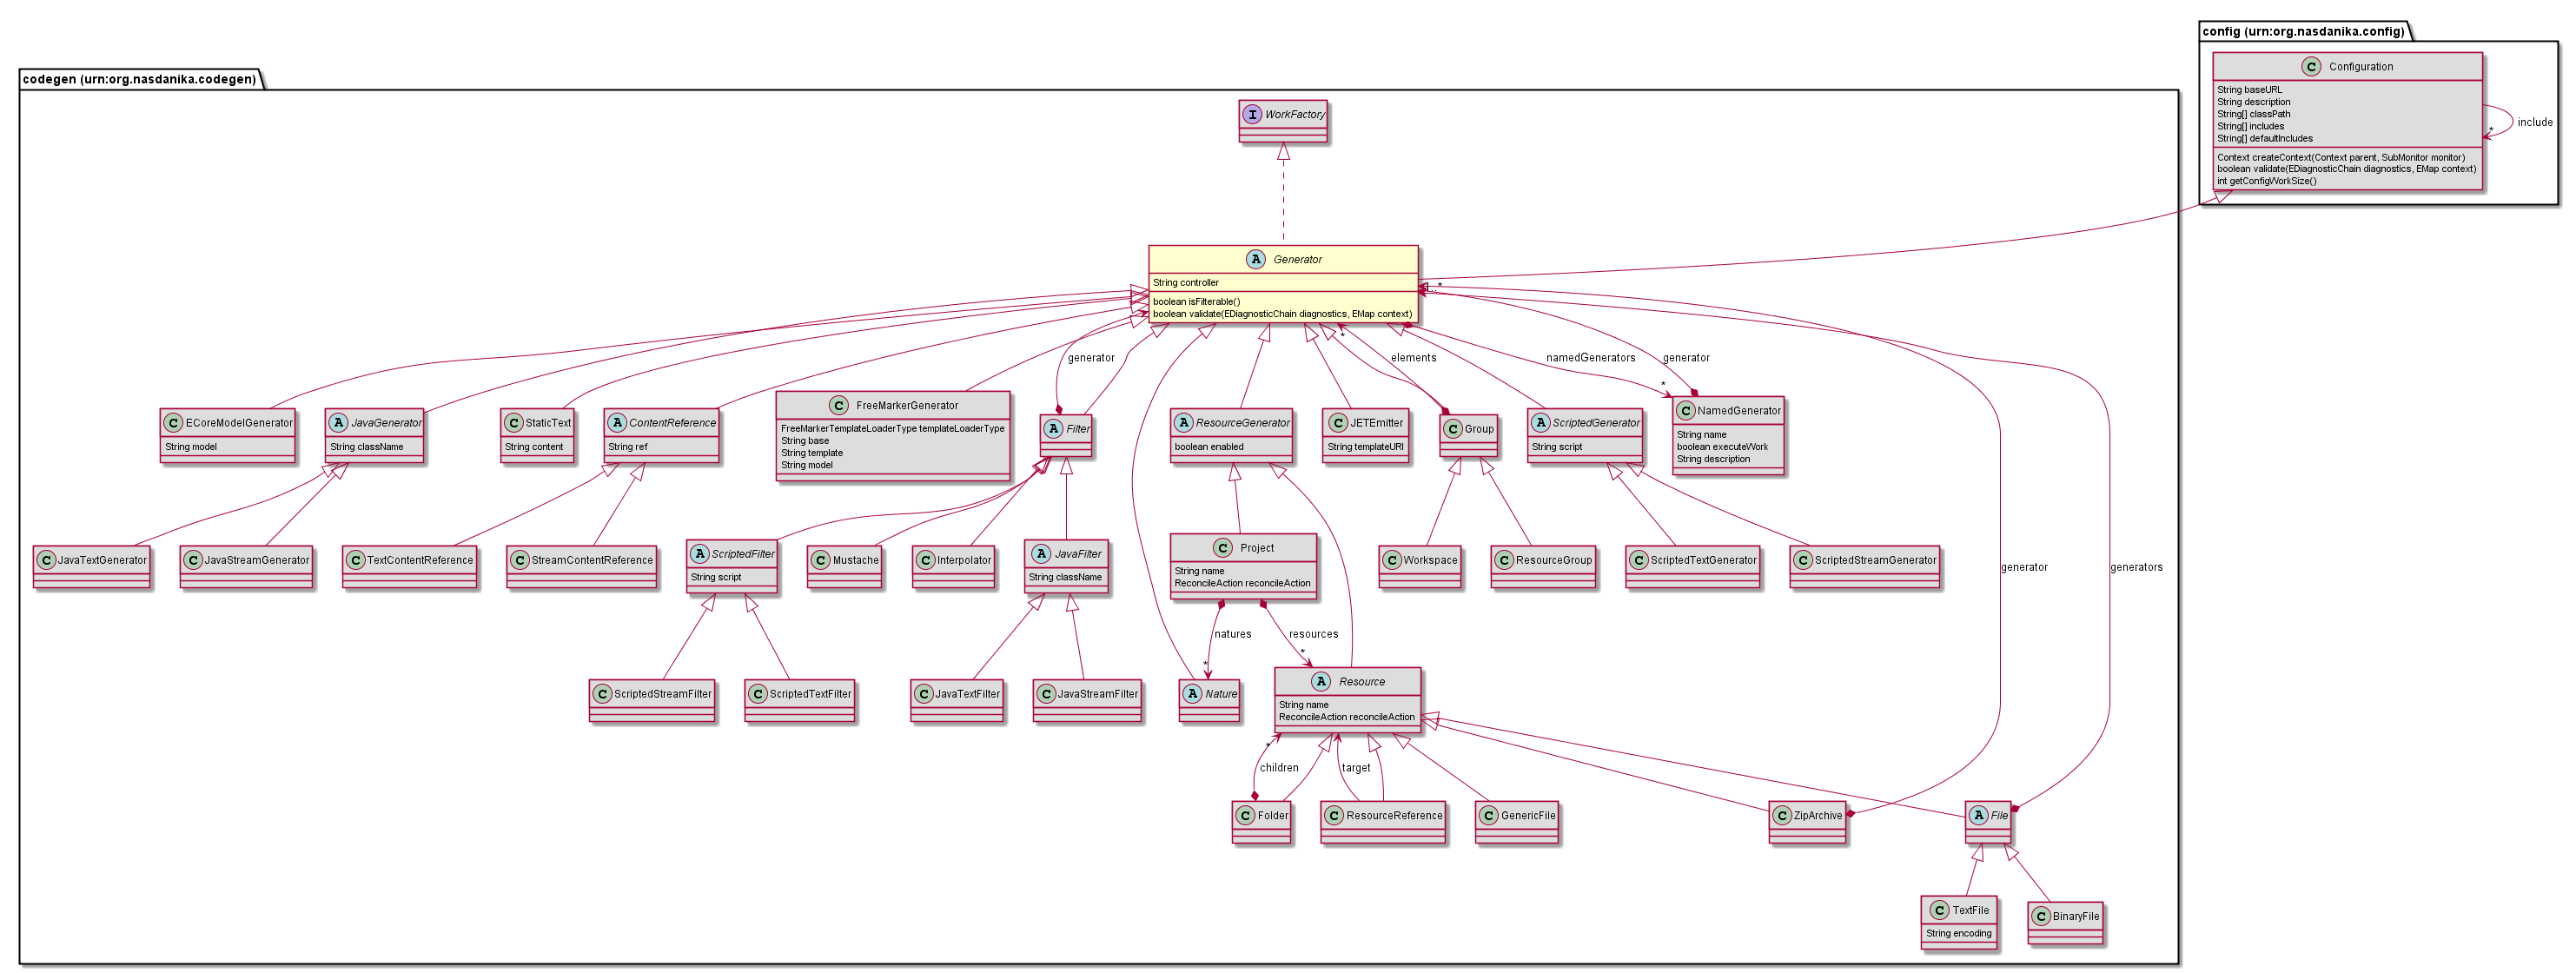 config (urn:org.nasdanika.config)
C Configuration
String baseURL
String description
String[] classPath
String[] includes
String[] defaultIncludes
Context createContext(Context parent, SubMonitor monitor)
boolean validate(EDiagnosticChain diagnostics, EMap context)
int getConfigWorkSize()
include
*
codegen (urn:org.nasdanika.codegen)
I WorkFactory
A Generator
String controller
boolean isFilterable()
boolean validate(EDiagnosticChain diagnostics, EMap context)
*
generator
*
elements
namedGenerators
*
generator
C ECoreModelGenerator
String model
A JavaGenerator
String className
C StaticText
String content
A ContentReference
String ref
C FreeMarkerGenerator
FreeMarkerTemplateLoaderType templateLoaderType
String base
String template
String model
A Filter
A ResourceGenerator
boolean enabled
C JETEmitter
String templateURI
C Group
A ScriptedGenerator
String script
C NamedGenerator
String name
boolean executeWork
String description
C JavaTextGenerator
C JavaStreamGenerator
C TextContentReference
C StreamContentReference
A ScriptedFilter
String script
C Mustache
C Interpolator
A JavaFilter
String className
C Project
String name
ReconcileAction reconcileAction
C Workspace
C ResourceGroup
C ScriptedTextGenerator
C ScriptedStreamGenerator
generator
generators
natures
*
resources
*
C ScriptedStreamFilter
C ScriptedTextFilter
C JavaTextFilter
C JavaStreamFilter
A Nature
A Resource
String name
ReconcileAction reconcileAction
*
children
target
C Folder
C ResourceReference
C GenericFile
C ZipArchive
A File
C TextFile
String encoding
C BinaryFile